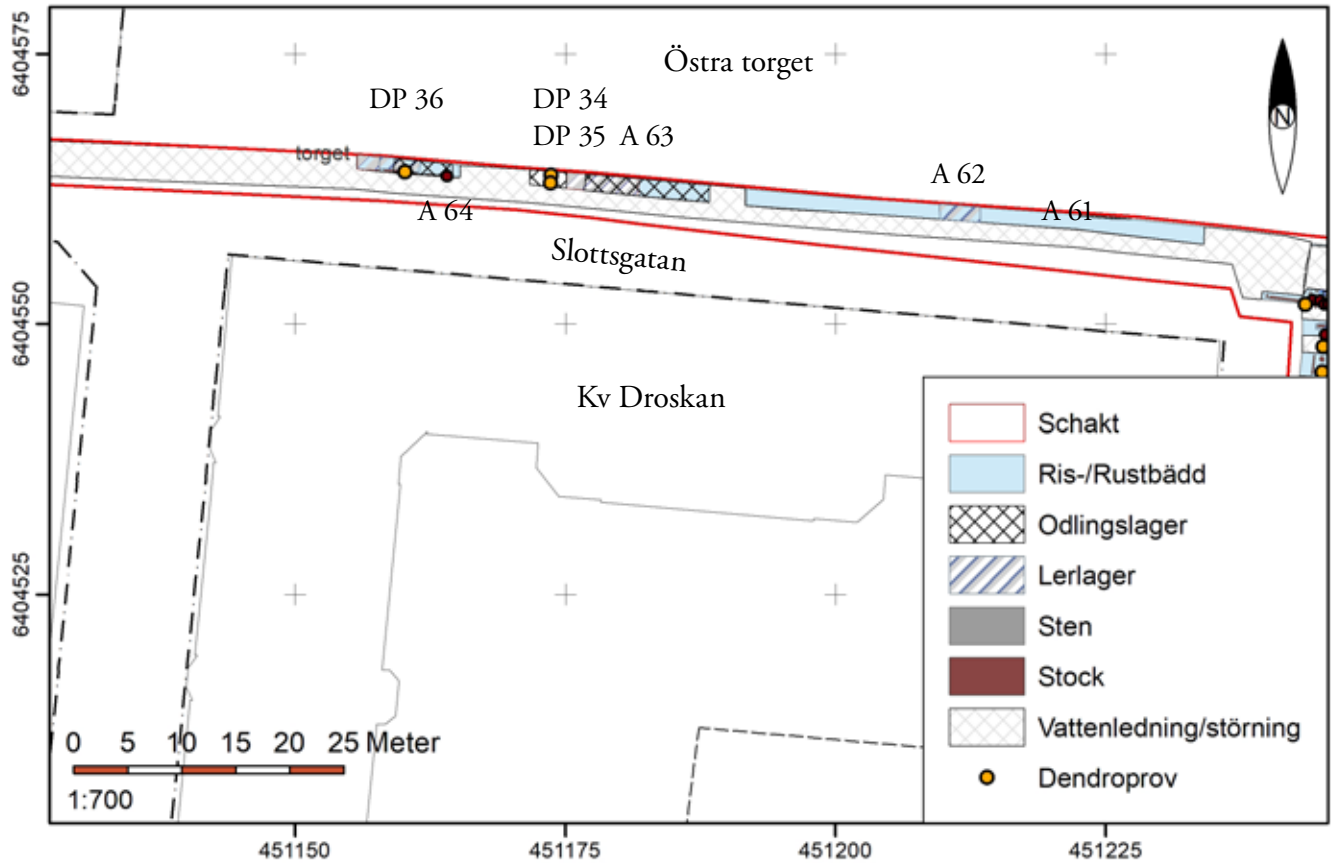 6404575
6404550
6404525
Östra torget
DP 36
DP 34
DP 35 A 63
torget
A 62
A 64
A 61
Slottsgatan
N
Kv Droskan
Schakt
Ris-/Rustbädd
Odlingslager
Lerlager
Sten
Stock
Vattenledning/störning
Dendroprov
0 5 10 15 20 25 Meter
1:700
451150 451175 451200 451225